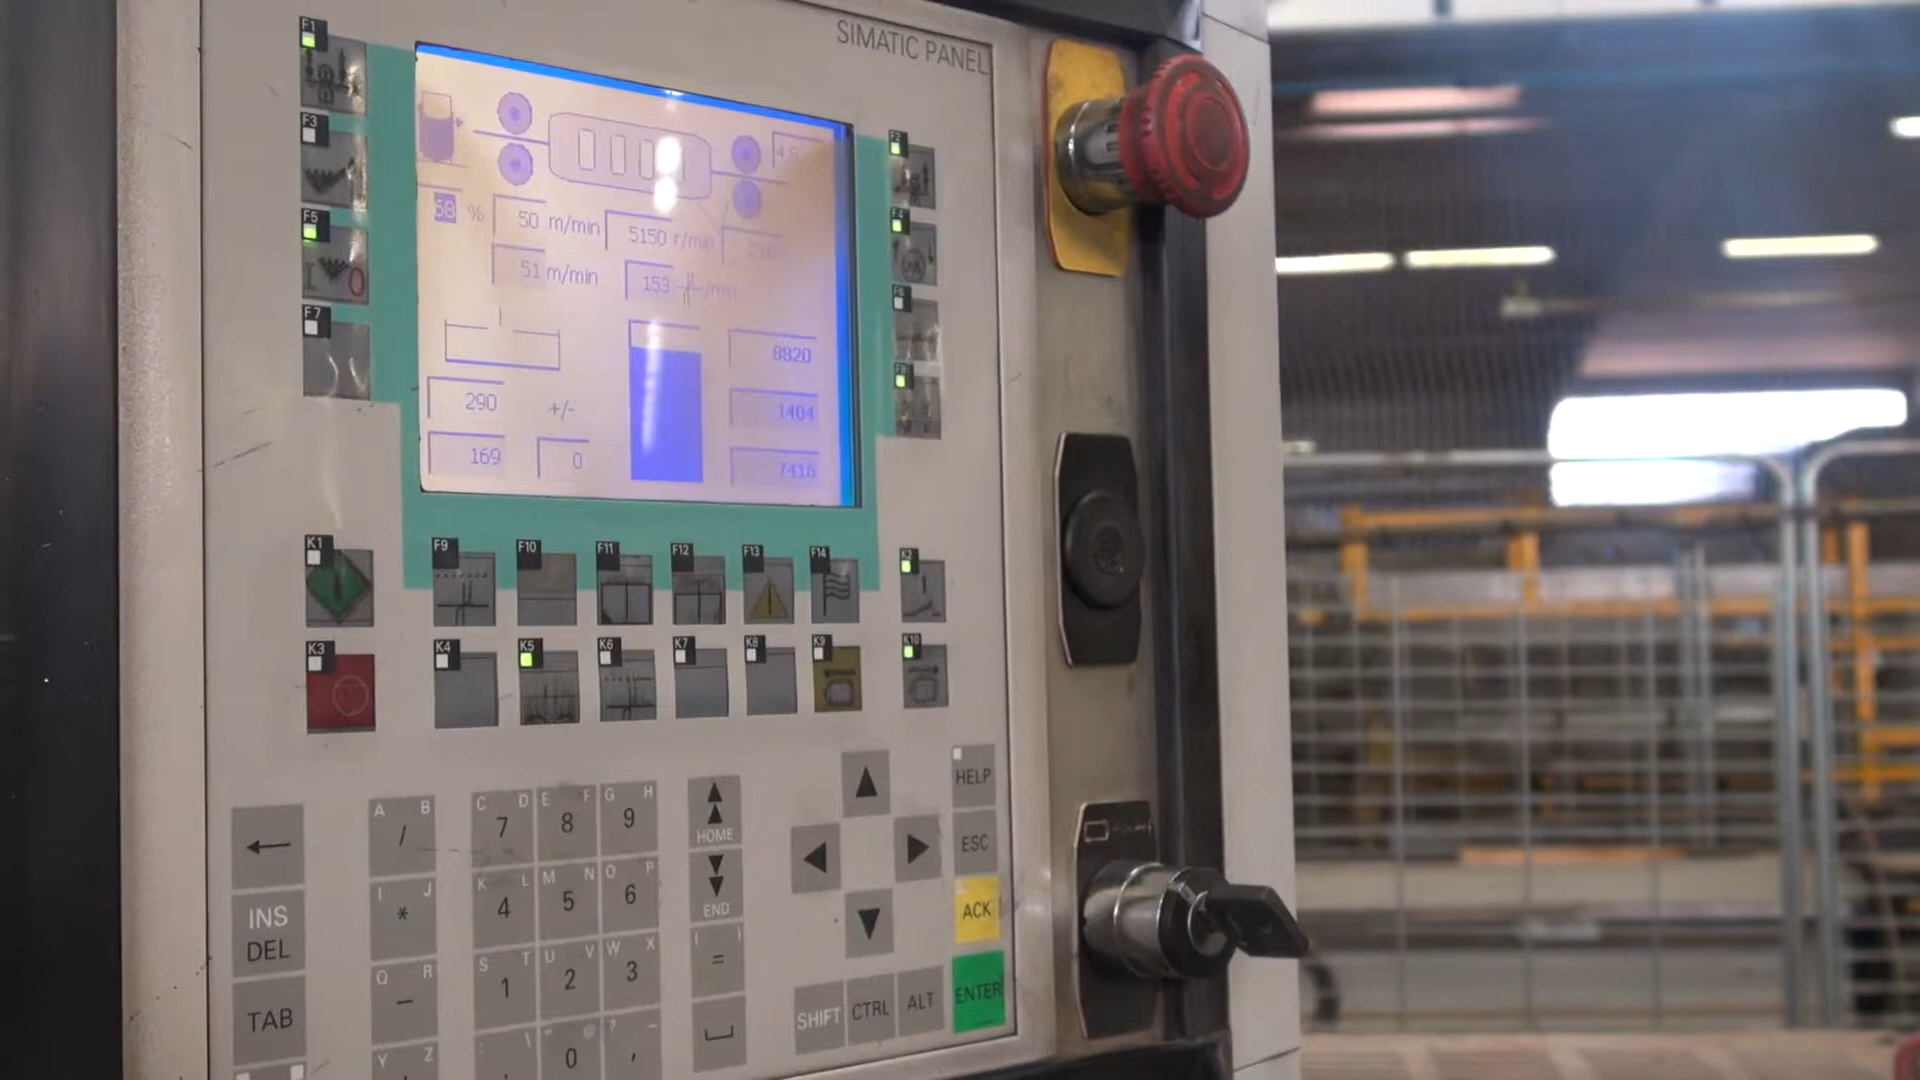 SIMATIC PANEL
F1
F3
F5
F7
F2
F4
F6
F8
68 %
50 m/min
5150 r/min
51 m/min
153
8820
290 +/-
1404
169 0
7416
K1 F9 F10 F11 F12 F13 F14 K2
K3 K4 K5 K6 K7 K8 K9 K10
HELP
ESC
ACK
ENTER
INS
DEL
TAB
A B /
C D 7
E F 8
G H 9
HOME
I J *
K L 4
M N 5
O P 6
END
Q R –
S T 1
U V 2
W X 3
( ) =
Y Z
0
? – ,
SHIFT CTRL ALT